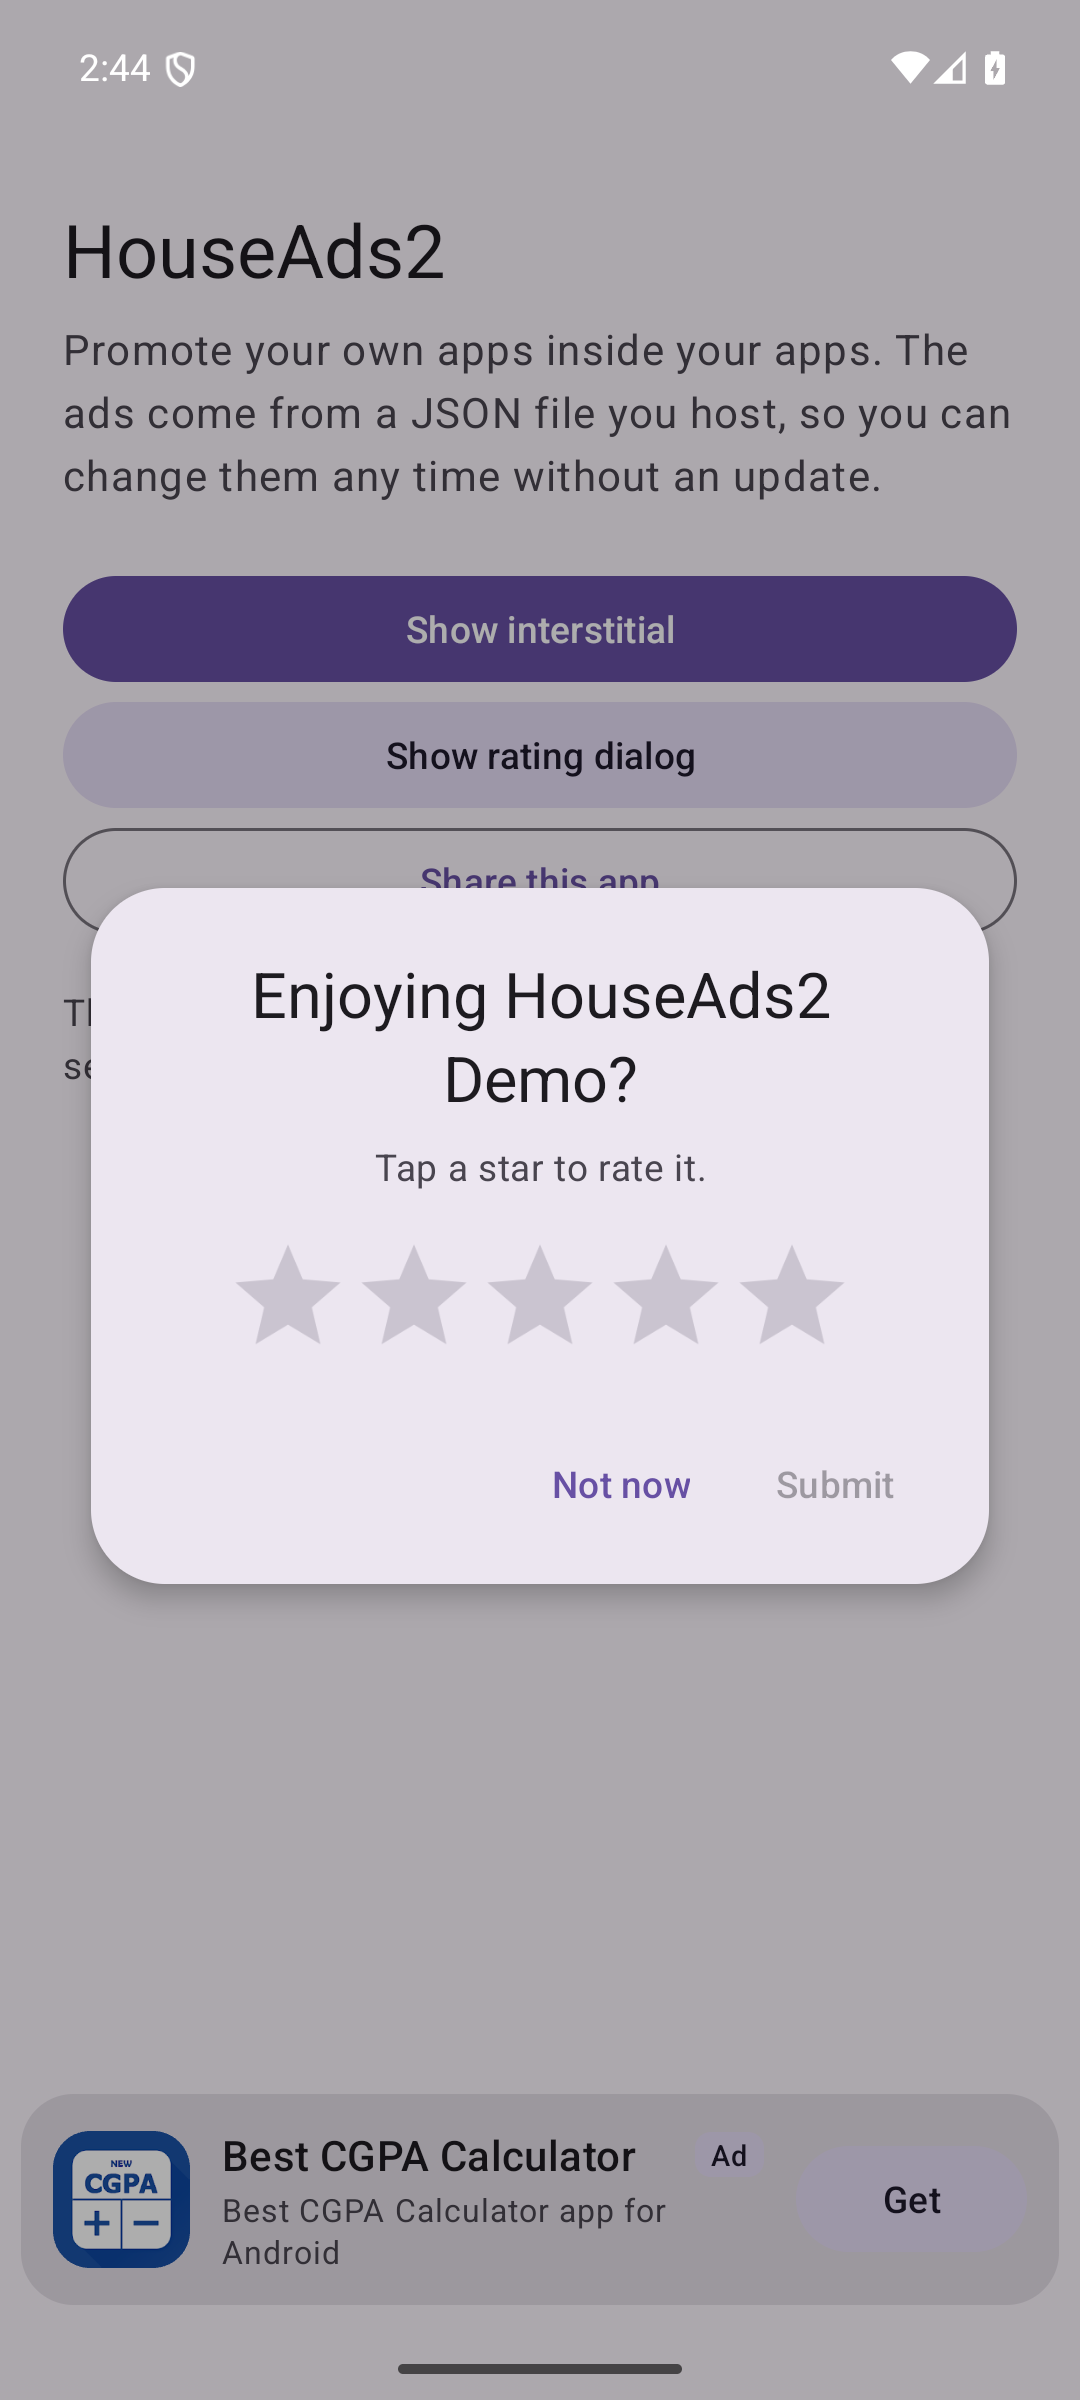 2:44
HouseAds2
Promote your own apps inside your apps. The
ads come from a JSON file you host, so you can
change them any time without an update.
Show interstitial
Show rating dialog
Share this app
Enjoying HouseAds2
Demo?
Tap a star to rate it.
Not now
Submit
Best CGPA Calculator
Ad
Best CGPA Calculator app for
Android
Get
NEW
CGPA